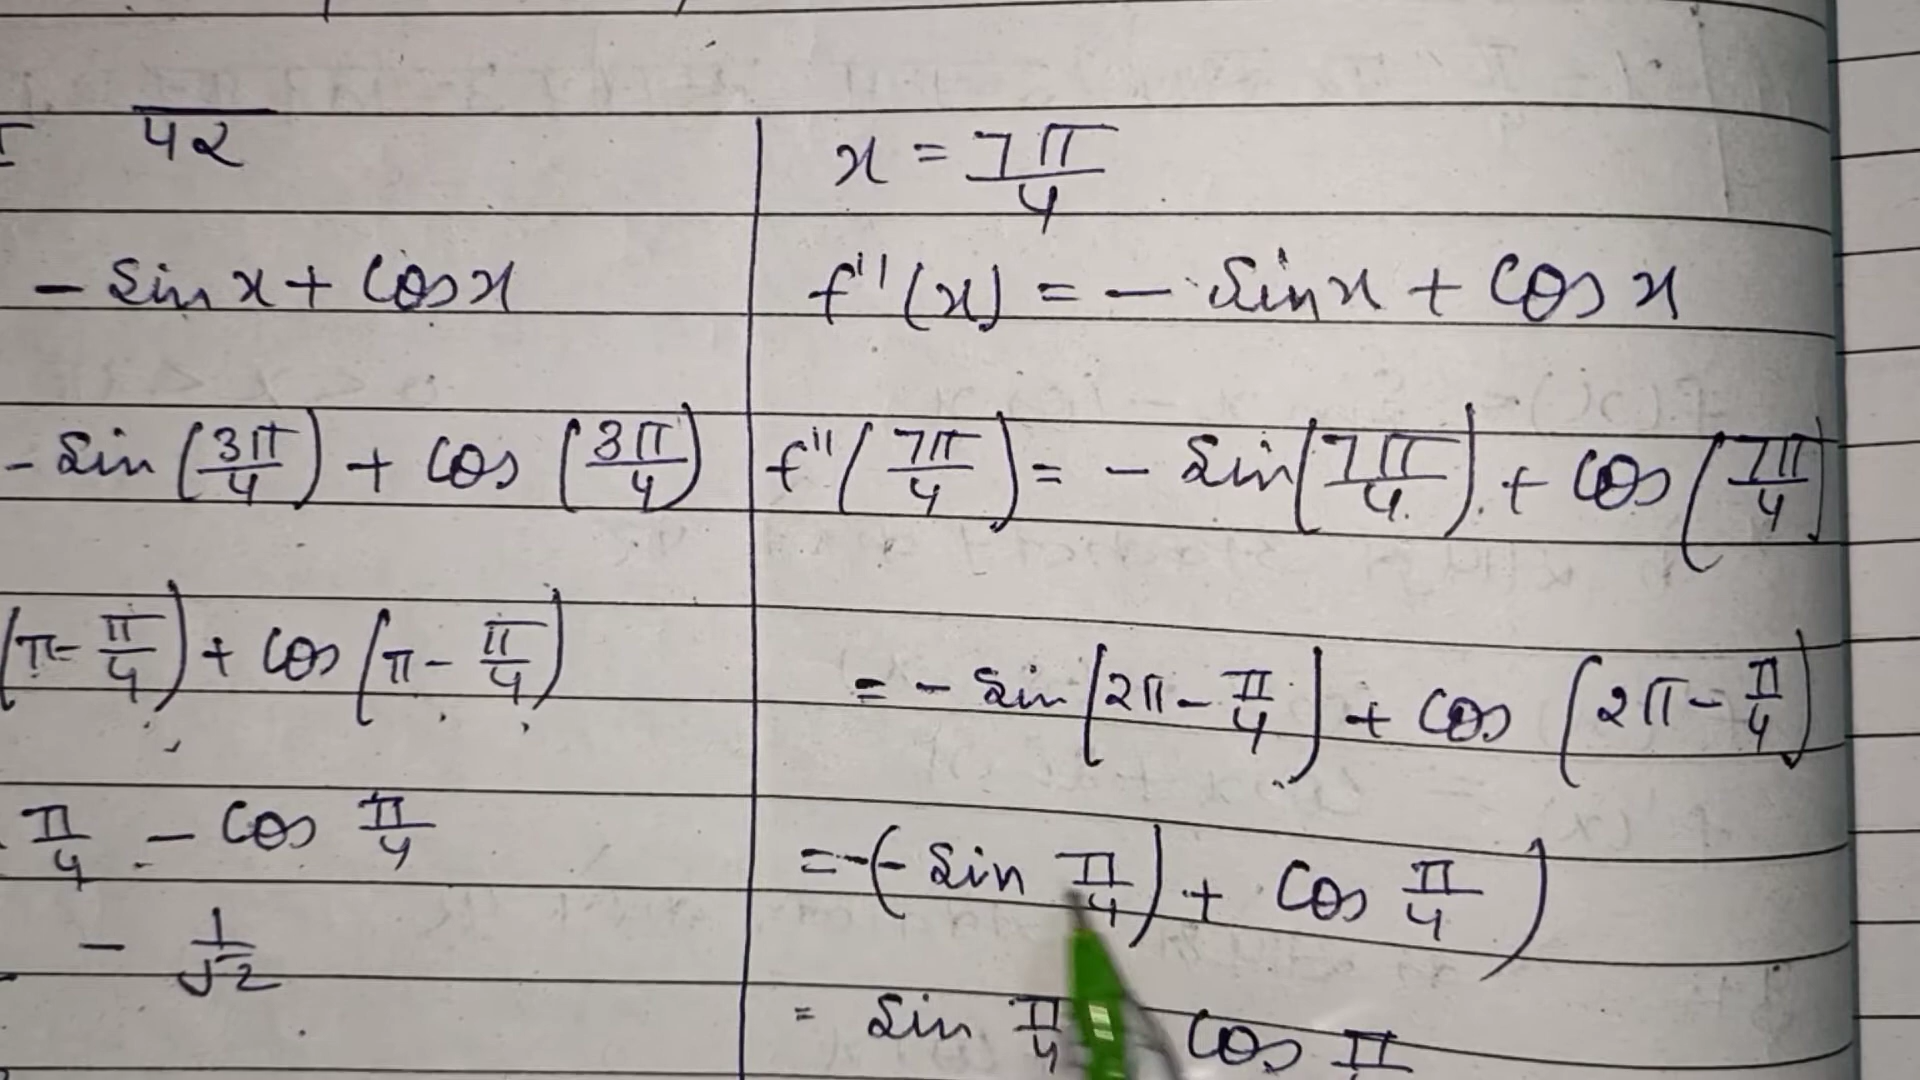 42
- Sin x + Cos x
- Sin (3π/4) + Cos (3π/4)
(π - π/4) + Cos (π - π/4)
π/4 - Cos π/4
- 1/√2
x = 7π/4
f''(x) = - Sin x + Cos x
f''(7π/4) = - Sin (7π/4) + Cos (7π/4)
= - Sin (2π - π/4) + Cos (2π - π/4)
= - (- Sin π/4) + Cos π/4)
= Sin π/4 Cos π